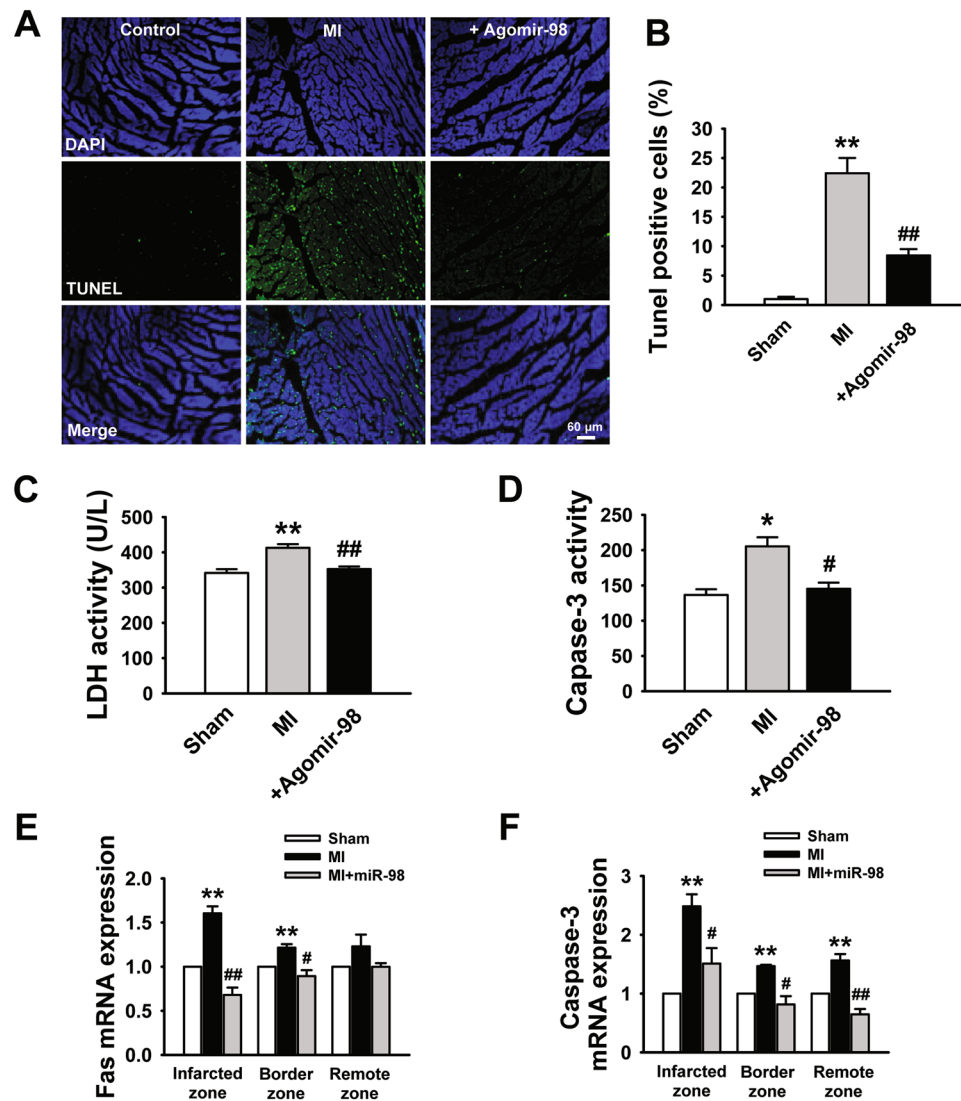 A
Control
MI
+ Agomir-98
DAPI
TUNEL
Merge
60 µm
B
Tunel positive cells (%)
30
25
20
15
10
5
0
**
##
Sham
MI
+Agomir-98
C
LDH activity (U/L)
500
400
300
200
100
0
**
##
Sham
MI
+Agomir-98
D
Capase-3 activity
250
200
150
100
50
0
*
#
Sham
MI
+Agomir-98
E
Sham
MI
MI+miR-98
Fas mRNA expression
2.0
1.5
1.0
0.5
0.0
**
##
**
#
Infarcted zone
Border zone
Remote zone
F
Sham
MI
MI+miR-98
Caspase-3
mRNA expression
3
2
1
0
**
#
**
#
**
##
Infarcted zone
Border zone
Remote zone